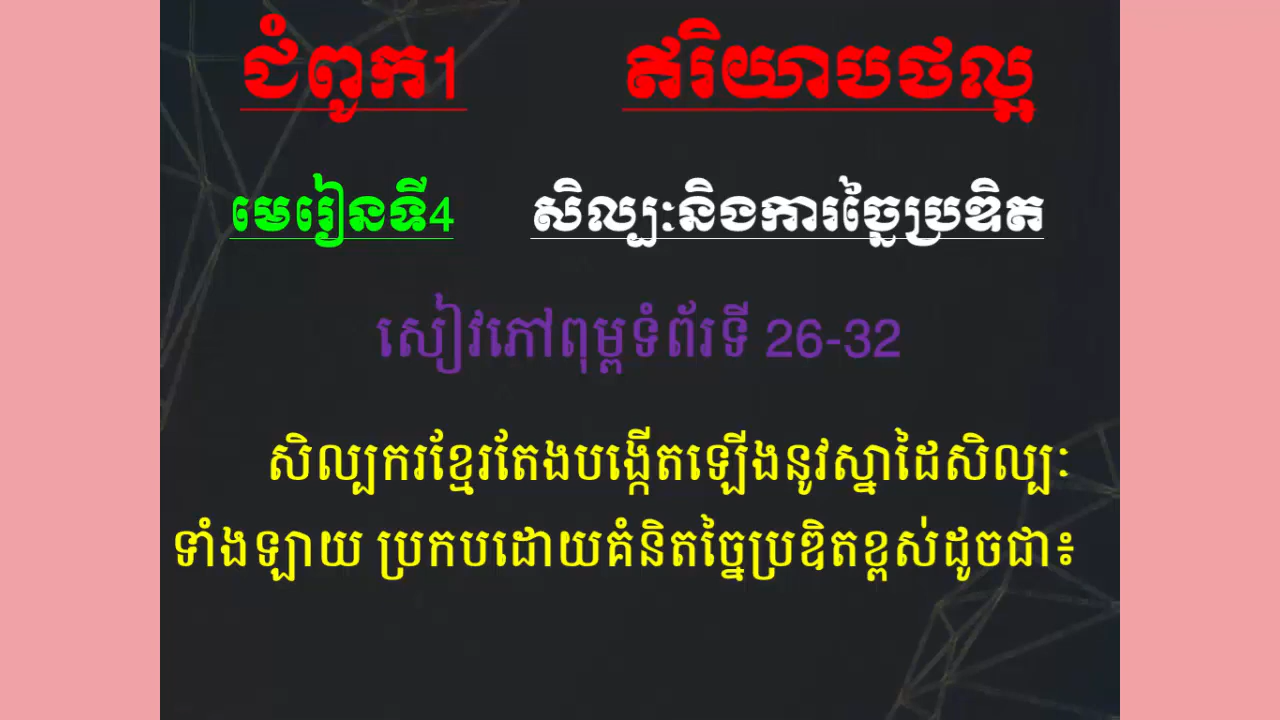 ជំពូក1 ឥរិយាបថល្អ
មេរៀនទី4 សិល្បៈនិងការច្នៃប្រឌិត
សៀវភៅពុម្ពទំព័រទី 26-32
សិល្បករខ្មែរតែងបង្កើតឡើងនូវស្នាដៃសិល្បៈ
ទាំងឡាយ ប្រកបដោយគំនិតច្នៃប្រឌិតខ្ពស់ដូចជា៖